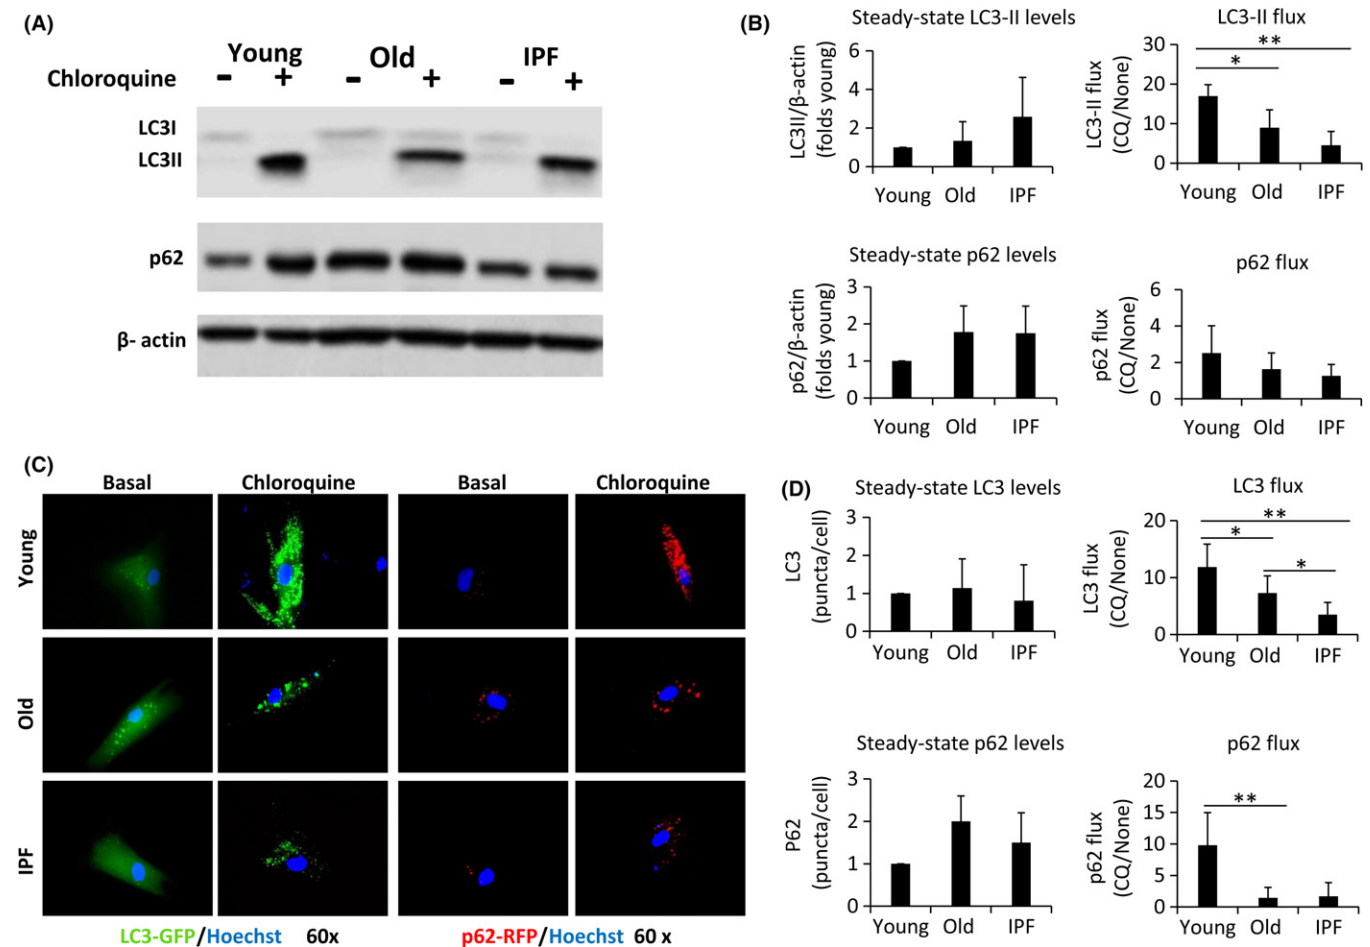 (A)
Young Old IPF
Chloroquine - + - + - +
LC3I
LC3II
p62
β- actin
(B)
Steady-state LC3-II levels
LC3II/β-actin
(folds young)
6
4
2
0
Young Old IPF
LC3-II flux
LC3-II flux
(CQ/None)
30
20
10
0
**
*
Young Old IPF
Steady-state p62 levels
p62/β-actin
(folds young)
3
2
1
0
Young Old IPF
p62 flux
p62 flux
(CQ/None)
6
4
2
0
Young Old IPF
(C)
Basal Chloroquine Basal Chloroquine
Young
Old
IPF
LC3-GFP/Hoechst 60x
p62-RFP/Hoechst 60 x
(D)
Steady-state LC3 levels
LC3
(puncta/cell)
3
2
1
0
Young Old IPF
LC3 flux
LC3 flux
(CQ/None)
20
10
0
**
*
*
Young Old IPF
Steady-state p62 levels
P62
(puncta/cell)
3
2
1
0
Young Old IPF
p62 flux
p62 flux
(CQ/None)
20
15
10
5
0
**
Young Old IPF